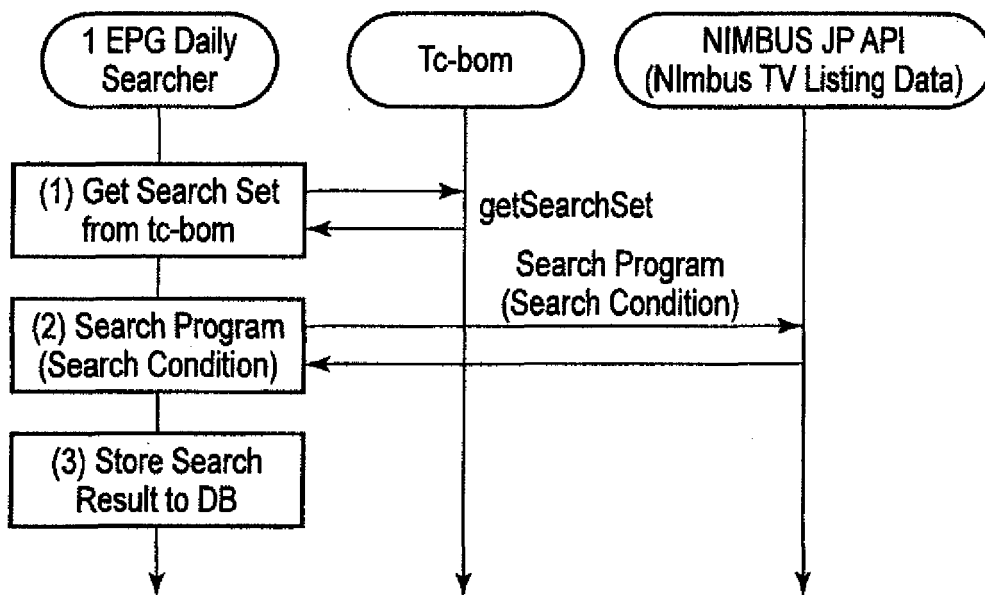 1 EPG Daily
Searcher
Tc-bom
NIMBUS JP API
(NImbus TV Listing Data)
(1) Get Search Set
from tc-bom
getSearchSet
Search Program
(Search Condition)
(2) Search Program
(Search Condition)
(3) Store Search
Result to DB